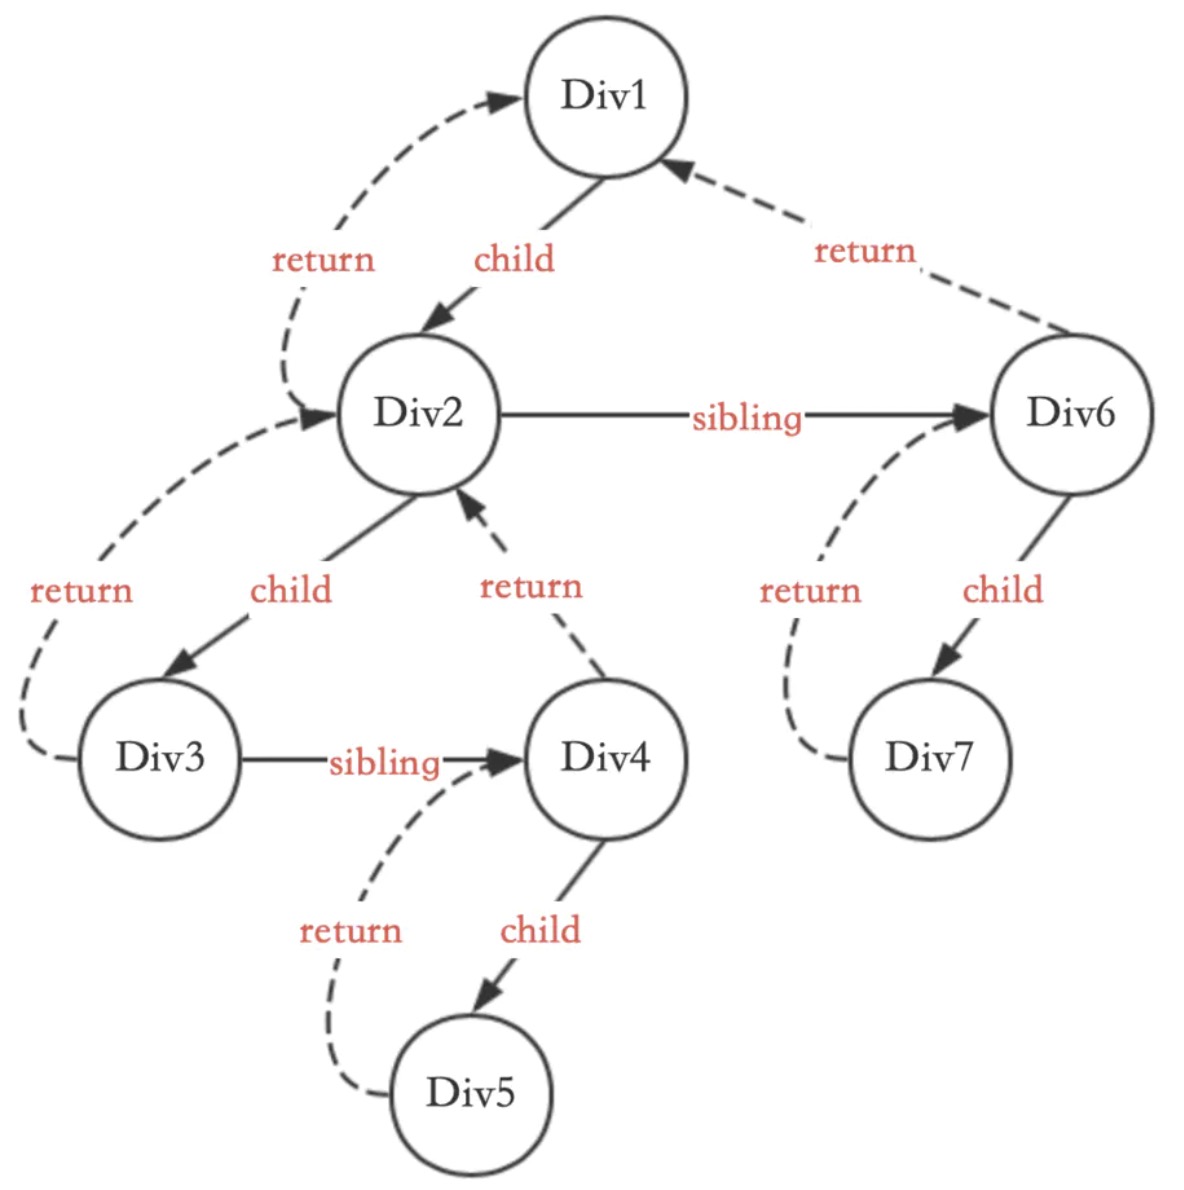 Div1
return
child
return
Div2
sibling
Div6
return
child
return
return
child
Div3
sibling
Div4
Div7
return
child
Div5